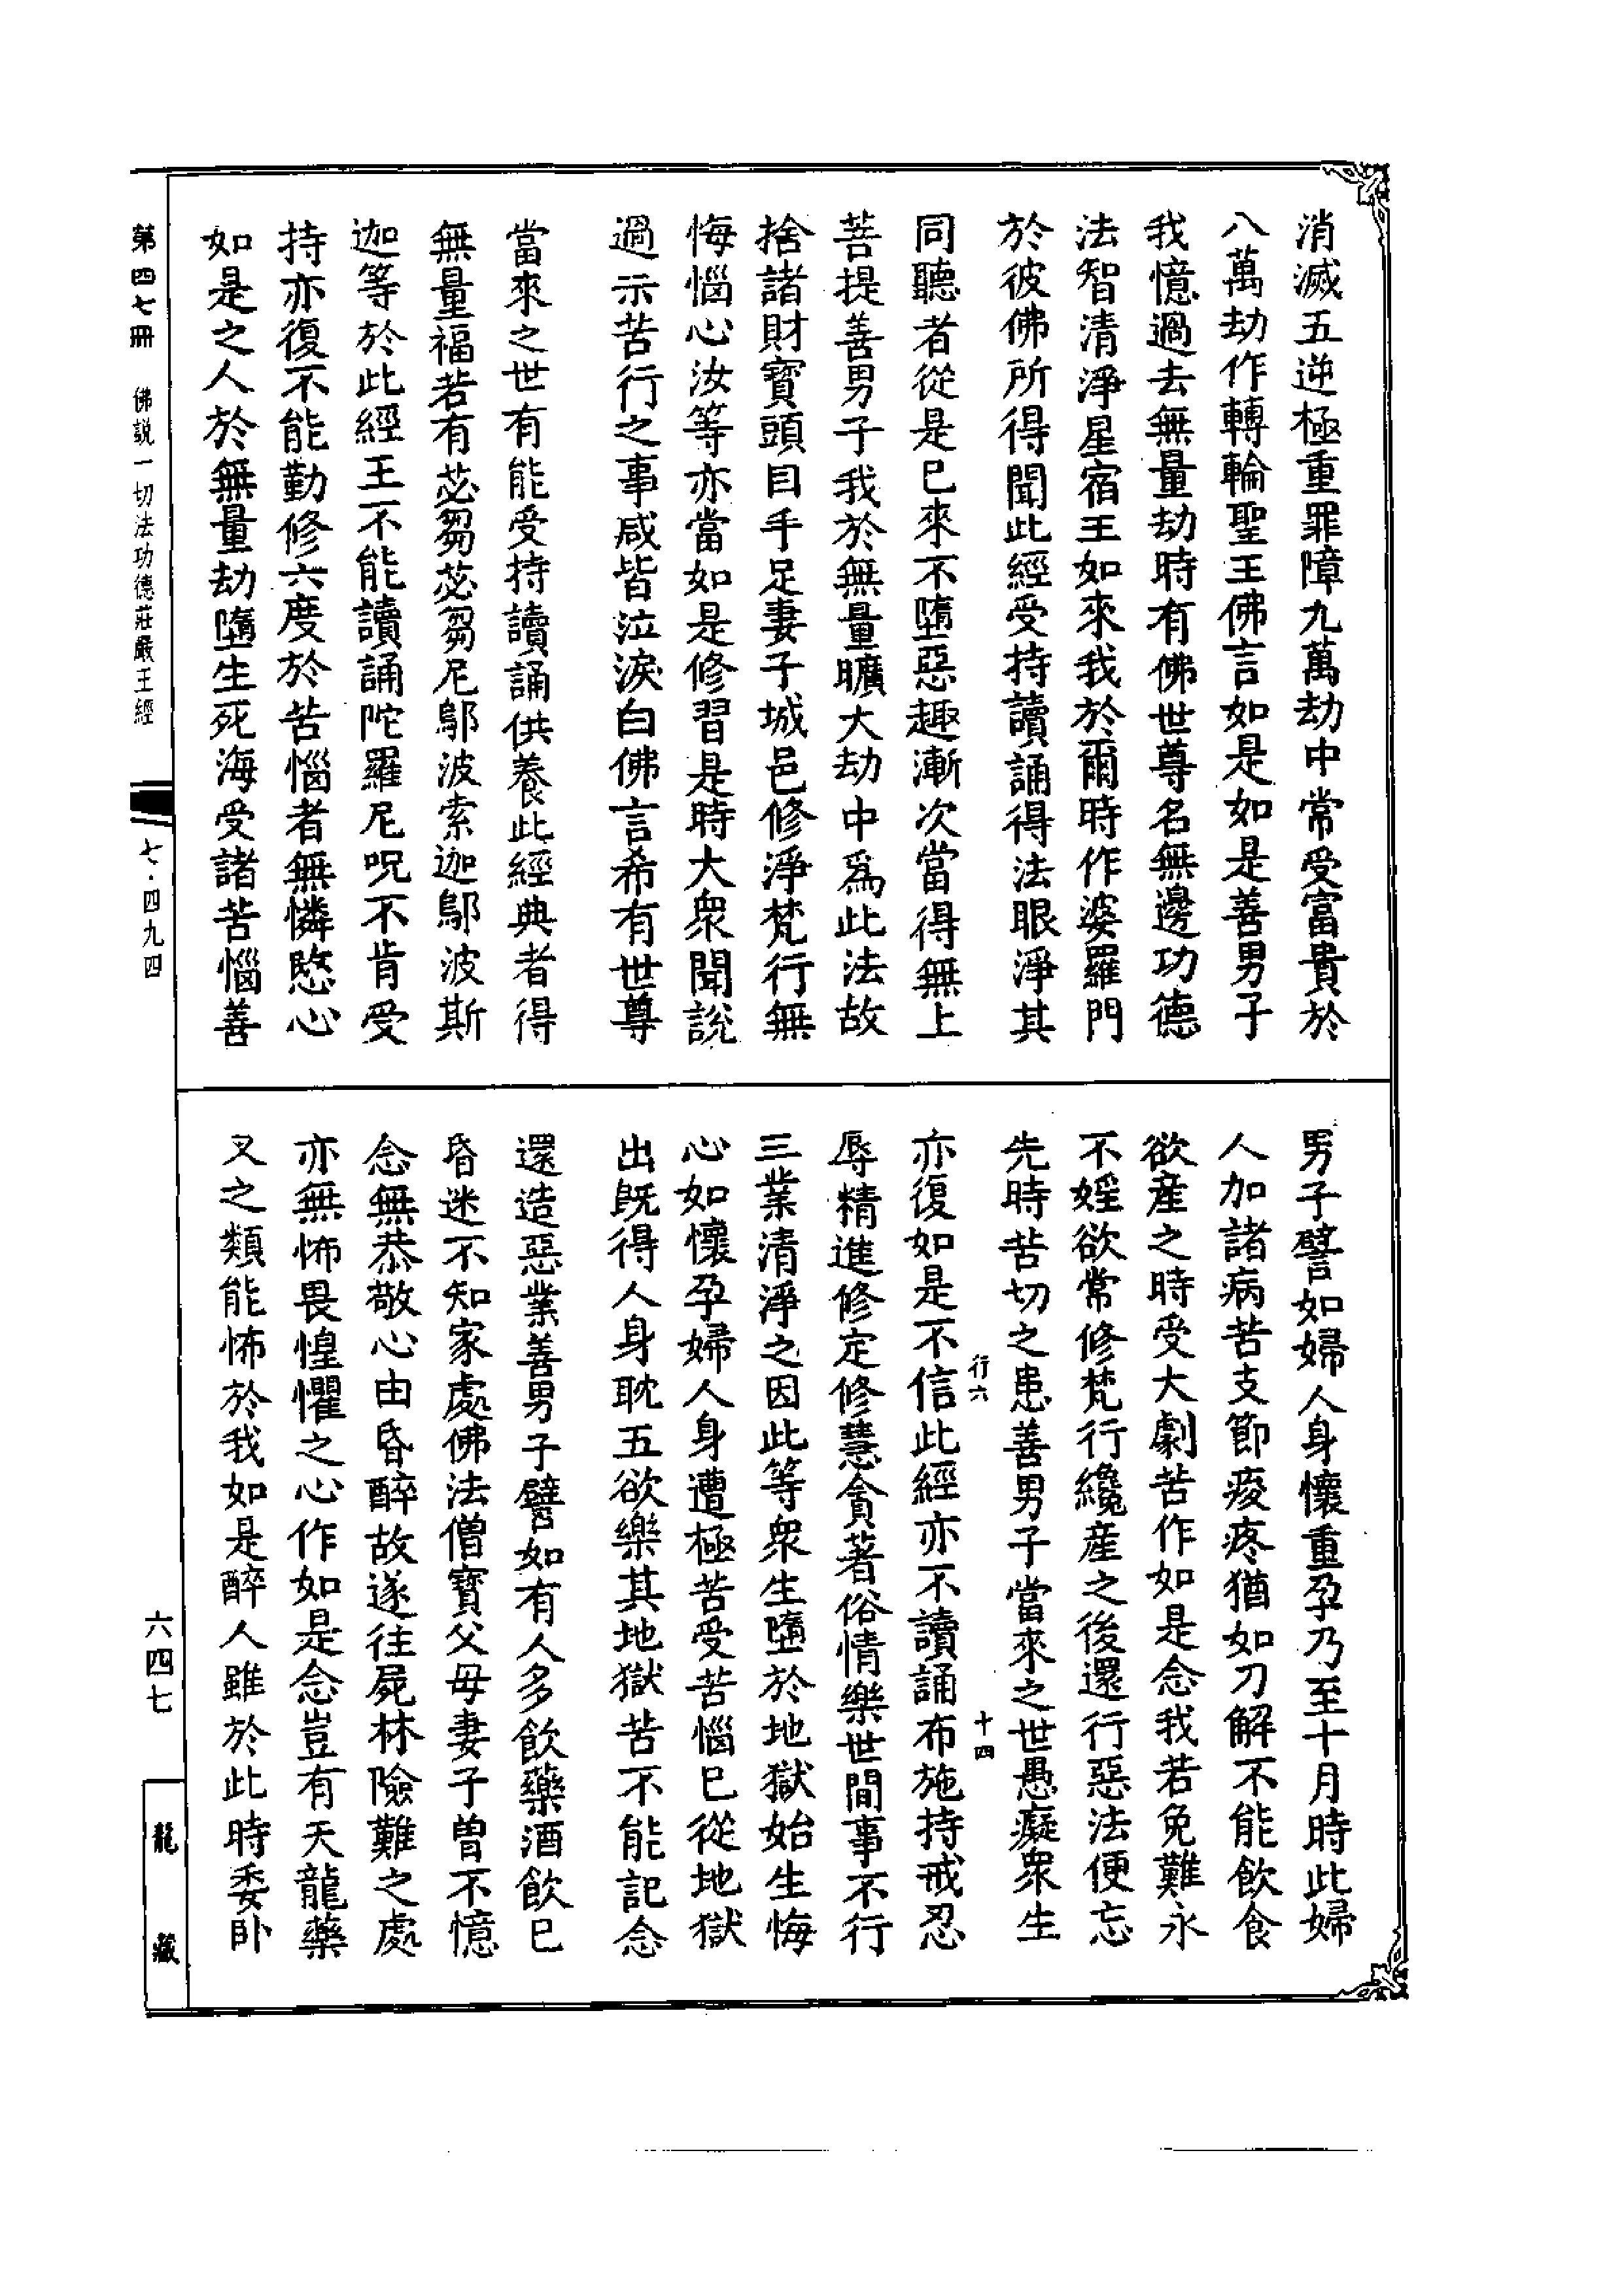 消滅五逆極重罪障九萬劫中常受富貴於
八萬劫作轉輪聖王佛言如是如是善男子
我憶過去無量劫時有佛世尊名無邊功德
法智清淨星宿王如來我於爾時作婆羅門
於彼佛所得聞此經受持讀誦得法眼淨其
同聽者從是已來不墮惡趣漸次當得無上
菩提善男子我於無量曠大劫中爲此法故
捨諸財寶頭目手足妻子城邑修淨梵行無
悔惱心汝等亦當如是修習是時大衆聞說
過示苦行之事咸皆泣淚白佛言希有世尊
當來之世有能受持讀誦供養此經典者得
無量福若有苾芻苾芻尼鄔波索迦鄔波斯
迦等於此經王不能讀誦陀羅尼呪不肯受
持亦復不能勤修六度於苦惱者無憐愍心
如是之人於無量劫墮生死海受諸苦惱善
男子譬如婦人身懷重孕乃至十月時此婦
人加諸病苦支節痠疼猶如刀解不能飲食
欲産之時受大劇苦作如是念我若免難永
不婬欲常修梵行纔産之後還行惡法便忘
先時苦切之患善男子當來之世愚癡衆生
行六 十四
亦復如是不信此經亦不讀誦布施持戒忍
辱精進修定修慧貪著俗情樂世間事不行
三業清淨之因此等衆生墮於地獄始生悔
心如懷孕婦人身遭極苦受苦惱已從地獄
出既得人身耽五欲樂其地獄苦不能記念
還造惡業善男子譬如有人多飲藥酒飲已
昏迷不知家處佛法僧寶父母妻子曽不憶
念無恭敬心由昏醉故遂往屍林險難之處
亦無怖畏惶懼之心作如是念豈有天龍藥
叉之類能怖於我如是醉人雖於此時委卧
第四七冊 佛説一切法功德莊嚴王經
七·四九四
六四七
龍藏